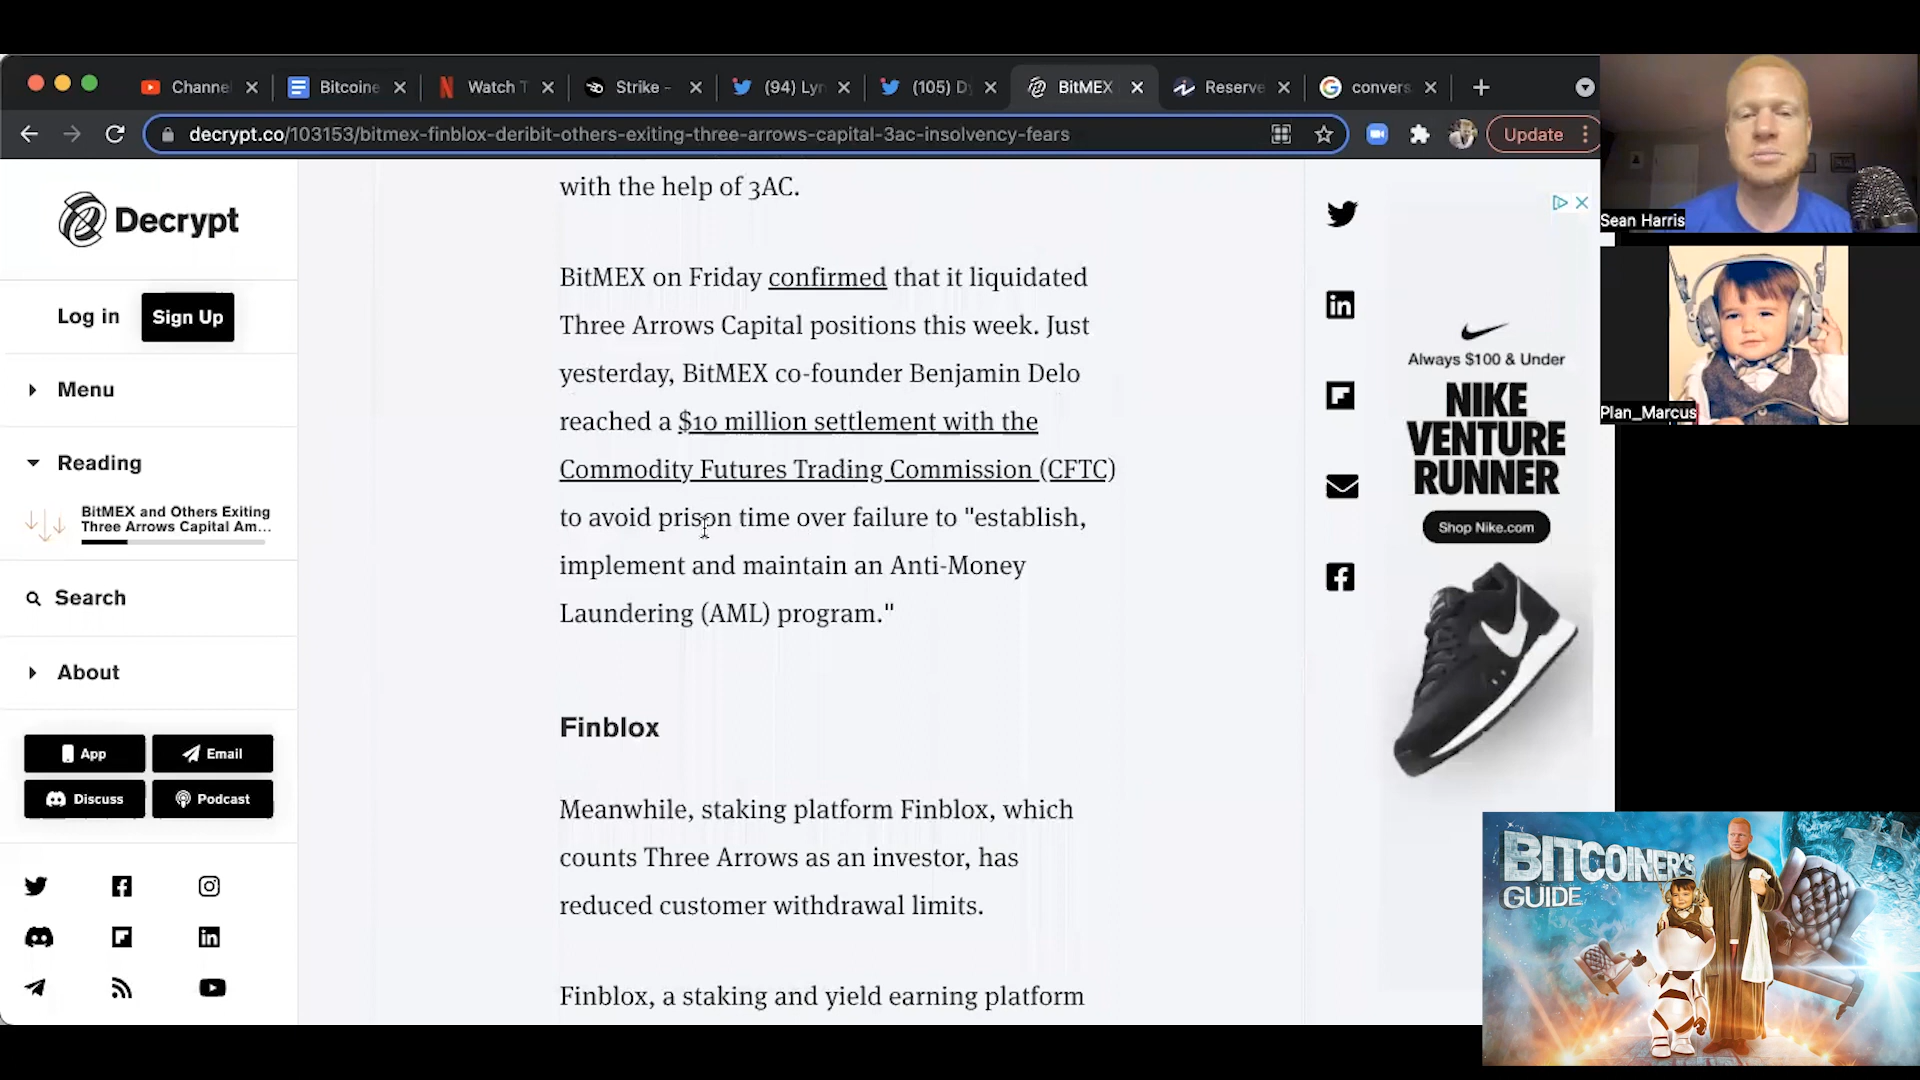 Channe
Bitcoine
Watch T
Strike -
(94) Lyn
(105) D
BitMEX
Reserve
convers
decrypt.co/103153/bitmex-finblox-deribit-others-exiting-three-arrows-capital-3ac-insolvency-fears
Update
Decrypt
Log in
Sign Up
Menu
Reading
BitMEX and Others Exiting
Three Arrows Capital Am...
Search
About
App
Email
Discuss
Podcast
with the help of 3AC.
BitMEX on Friday confirmed that it liquidated
Three Arrows Capital positions this week. Just
yesterday, BitMEX co-founder Benjamin Delo
reached a $10 million settlement with the
Commodity Futures Trading Commission (CFTC)
to avoid prison time over failure to "establish,
implement and maintain an Anti-Money
Laundering (AML) program."
Finblox
Meanwhile, staking platform Finblox, which
counts Three Arrows as an investor, has
reduced customer withdrawal limits.
Finblox, a staking and yield earning platform
Always $100 & Under
NIKE
VENTURE
RUNNER
Shop Nike.com
Sean Harris
Plan_Marcus
BITCOINER'S
GUIDE